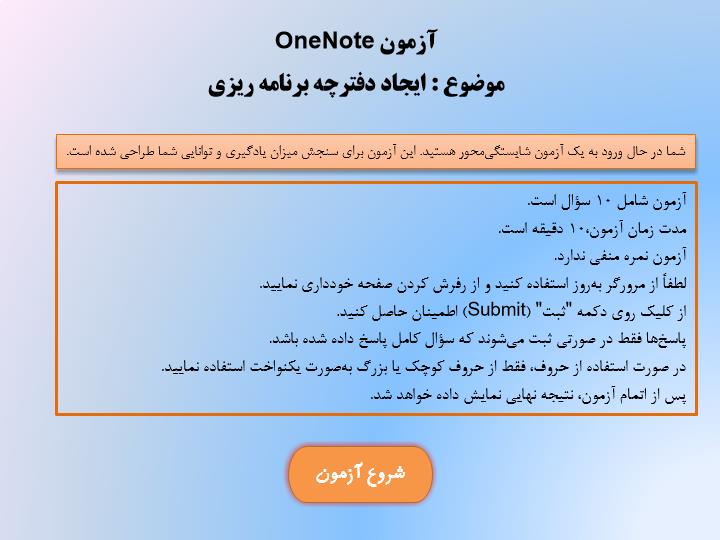 آزمون OneNote
موضوع : ایجاد دفترچه برنامه ریزی
شما در حال ورود به یک آزمون شایستگی‌محور هستید. این آزمون برای سنجش میزان یادگیری و توانایی شما طراحی شده است.
آزمون شامل ۱۰ سؤال است.
مدت زمان آزمون،۱۰ دقیقه است.
آزمون نمره منفی ندارد.
لطفاً از مرورگر به‌روز استفاده کنید و از رفرش کردن صفحه خودداری نمایید.
از کلیک روی دکمه "ثبت" (Submit) اطمینان حاصل کنید.
پاسخ‌ها فقط در صورتی ثبت می‌شوند که سؤال کامل پاسخ داده شده باشد.
در صورت استفاده از حروف، فقط از حروف کوچک یا بزرگ به‌صورت یکنواخت استفاده نمایید.
پس از اتمام آزمون، نتیجه نهایی نمایش داده خواهد شد.
شروع آزمون